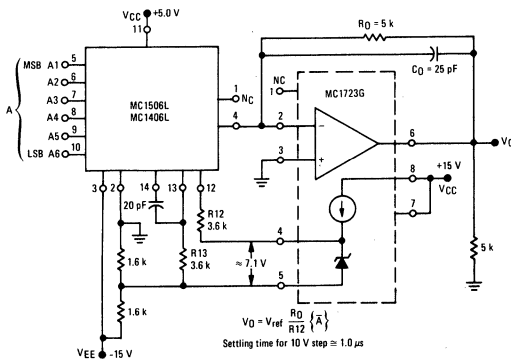 VCC +5.0 V
11
RO = 5 k
CO = 25 pF
MSB A1 5
A2 6
A3 7
A4 8
A5 9
LSB A6 10
A
MC1506L
MC1406L
1 NC
4
NC
1
MC1723G
2
−
3
+
6
VO
8
+15 V
VCC
7
3 2 14 13 12
20 pF
R12
3.6 k
R13
3.6 k
4
≈ 7.1 V
5
1.6 k
1.6 k
5 k
VEE -15 V
VO = Vref RO/R12 {A̅}
Settling time for 10 V step ≅ 1.0 µs